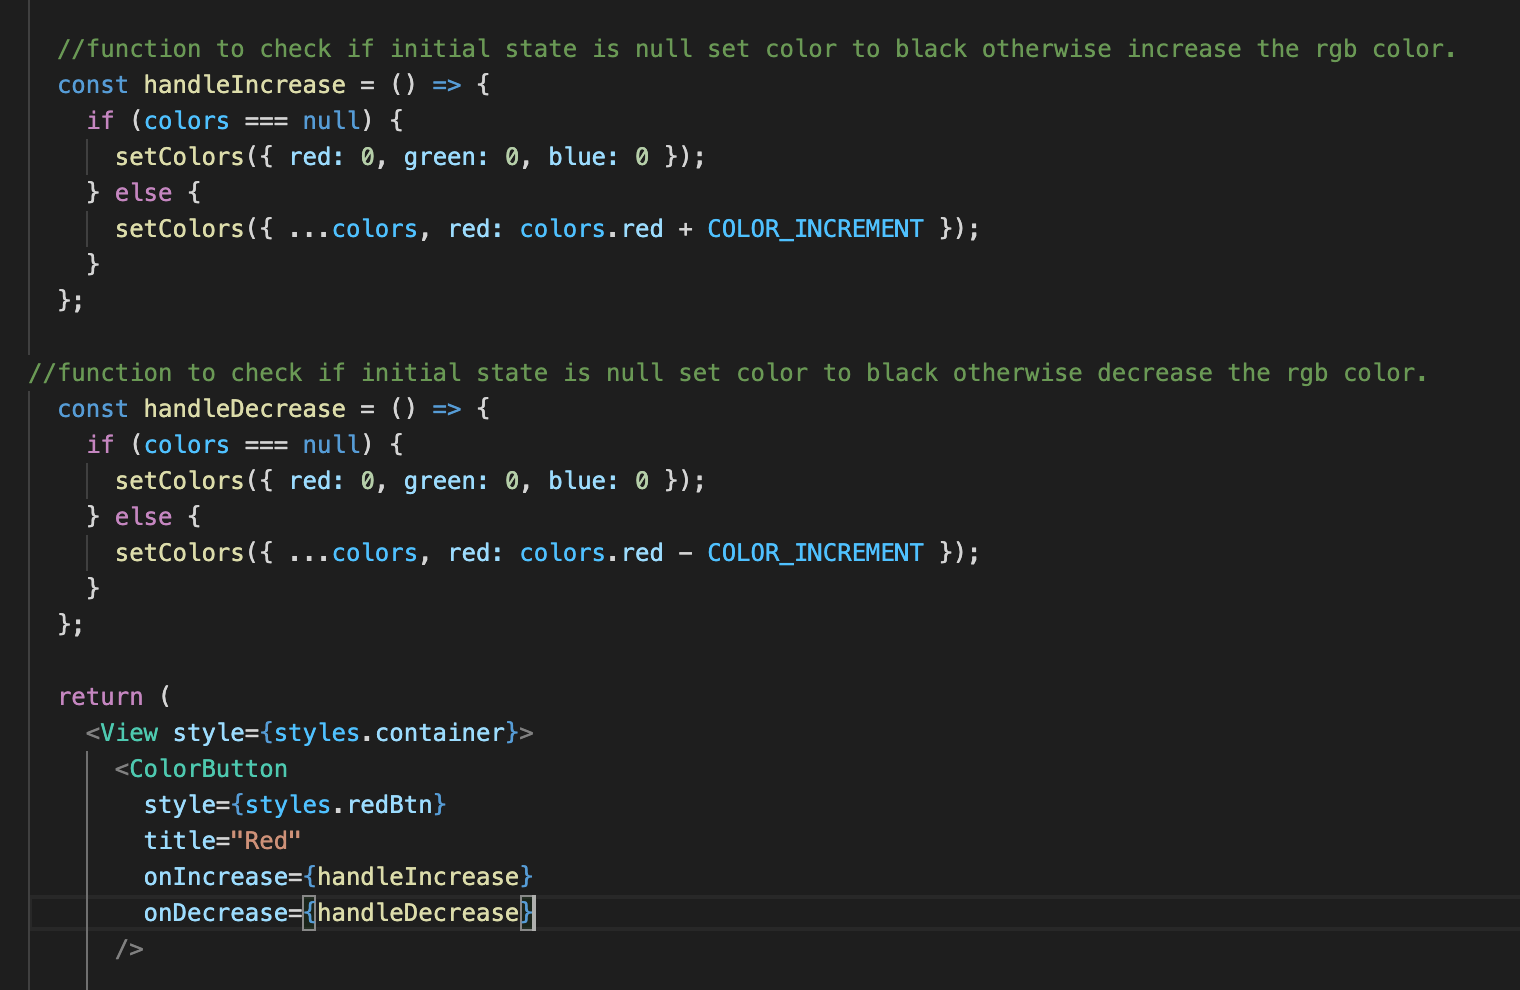 //function to check if initial state is null set color to black otherwise increase the rgb color.
const handleIncrease = () => {
if (colors === null) {
setColors({ red: 0, green: 0, blue: 0 });
} else {
setColors({ ...colors, red: colors.red + COLOR_INCREMENT });
}
};
//function to check if initial state is null set color to black otherwise decrease the rgb color.
const handleDecrease = () => {
if (colors === null) {
setColors({ red: 0, green: 0, blue: 0 });
} else {
setColors({ ...colors, red: colors.red - COLOR_INCREMENT });
}
};
return (
<View style={styles.container}>
<ColorButton
style={styles.redBtn}
title="Red"
onIncrease={handleIncrease}
onDecrease={handleDecrease}
/>